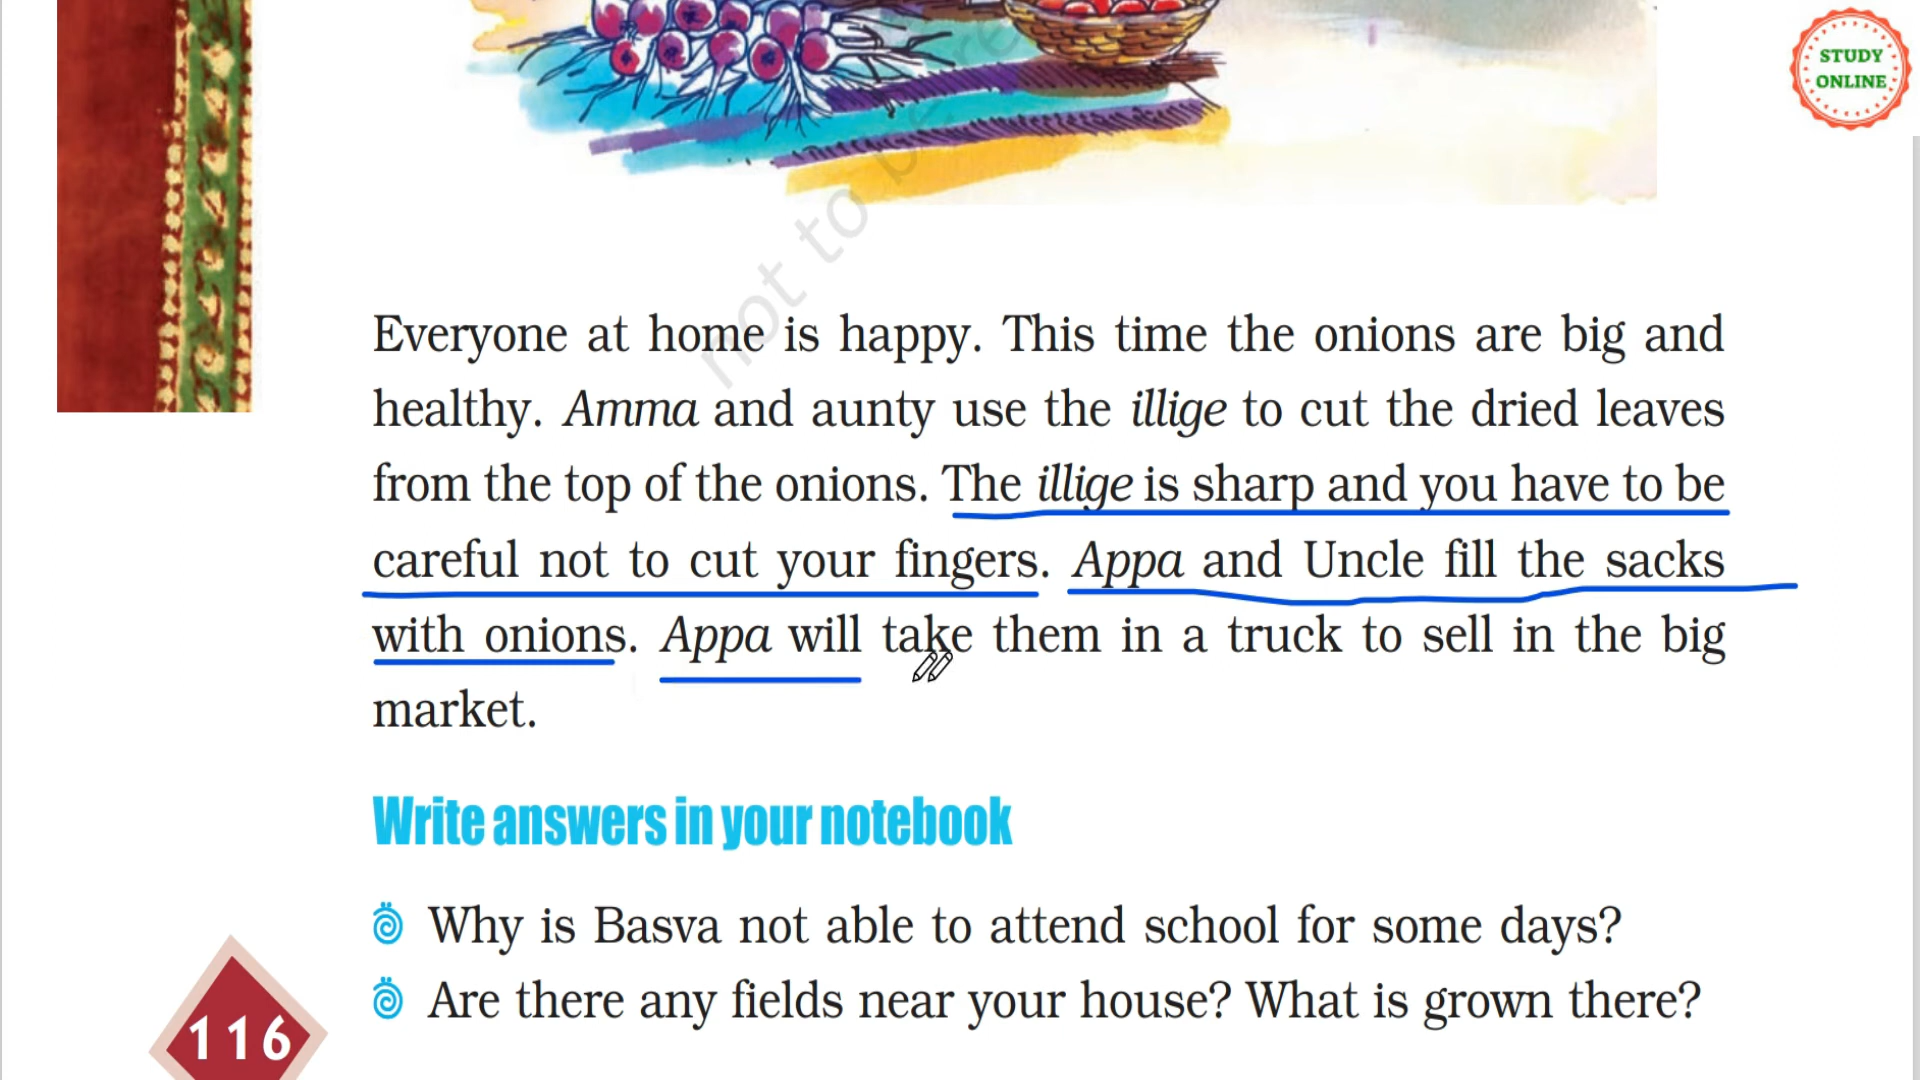 STUDY
ONLINE
not to be re
Everyone at home is happy. This time the onions are big and
healthy. Amma and aunty use the illige to cut the dried leaves
from the top of the onions. The illige is sharp and you have to be
careful not to cut your fingers. Appa and Uncle fill the sacks
with onions. Appa will take them in a truck to sell in the big
market.
Write answers in your notebook
Why is Basva not able to attend school for some days?
Are there any fields near your house? What is grown there?
116